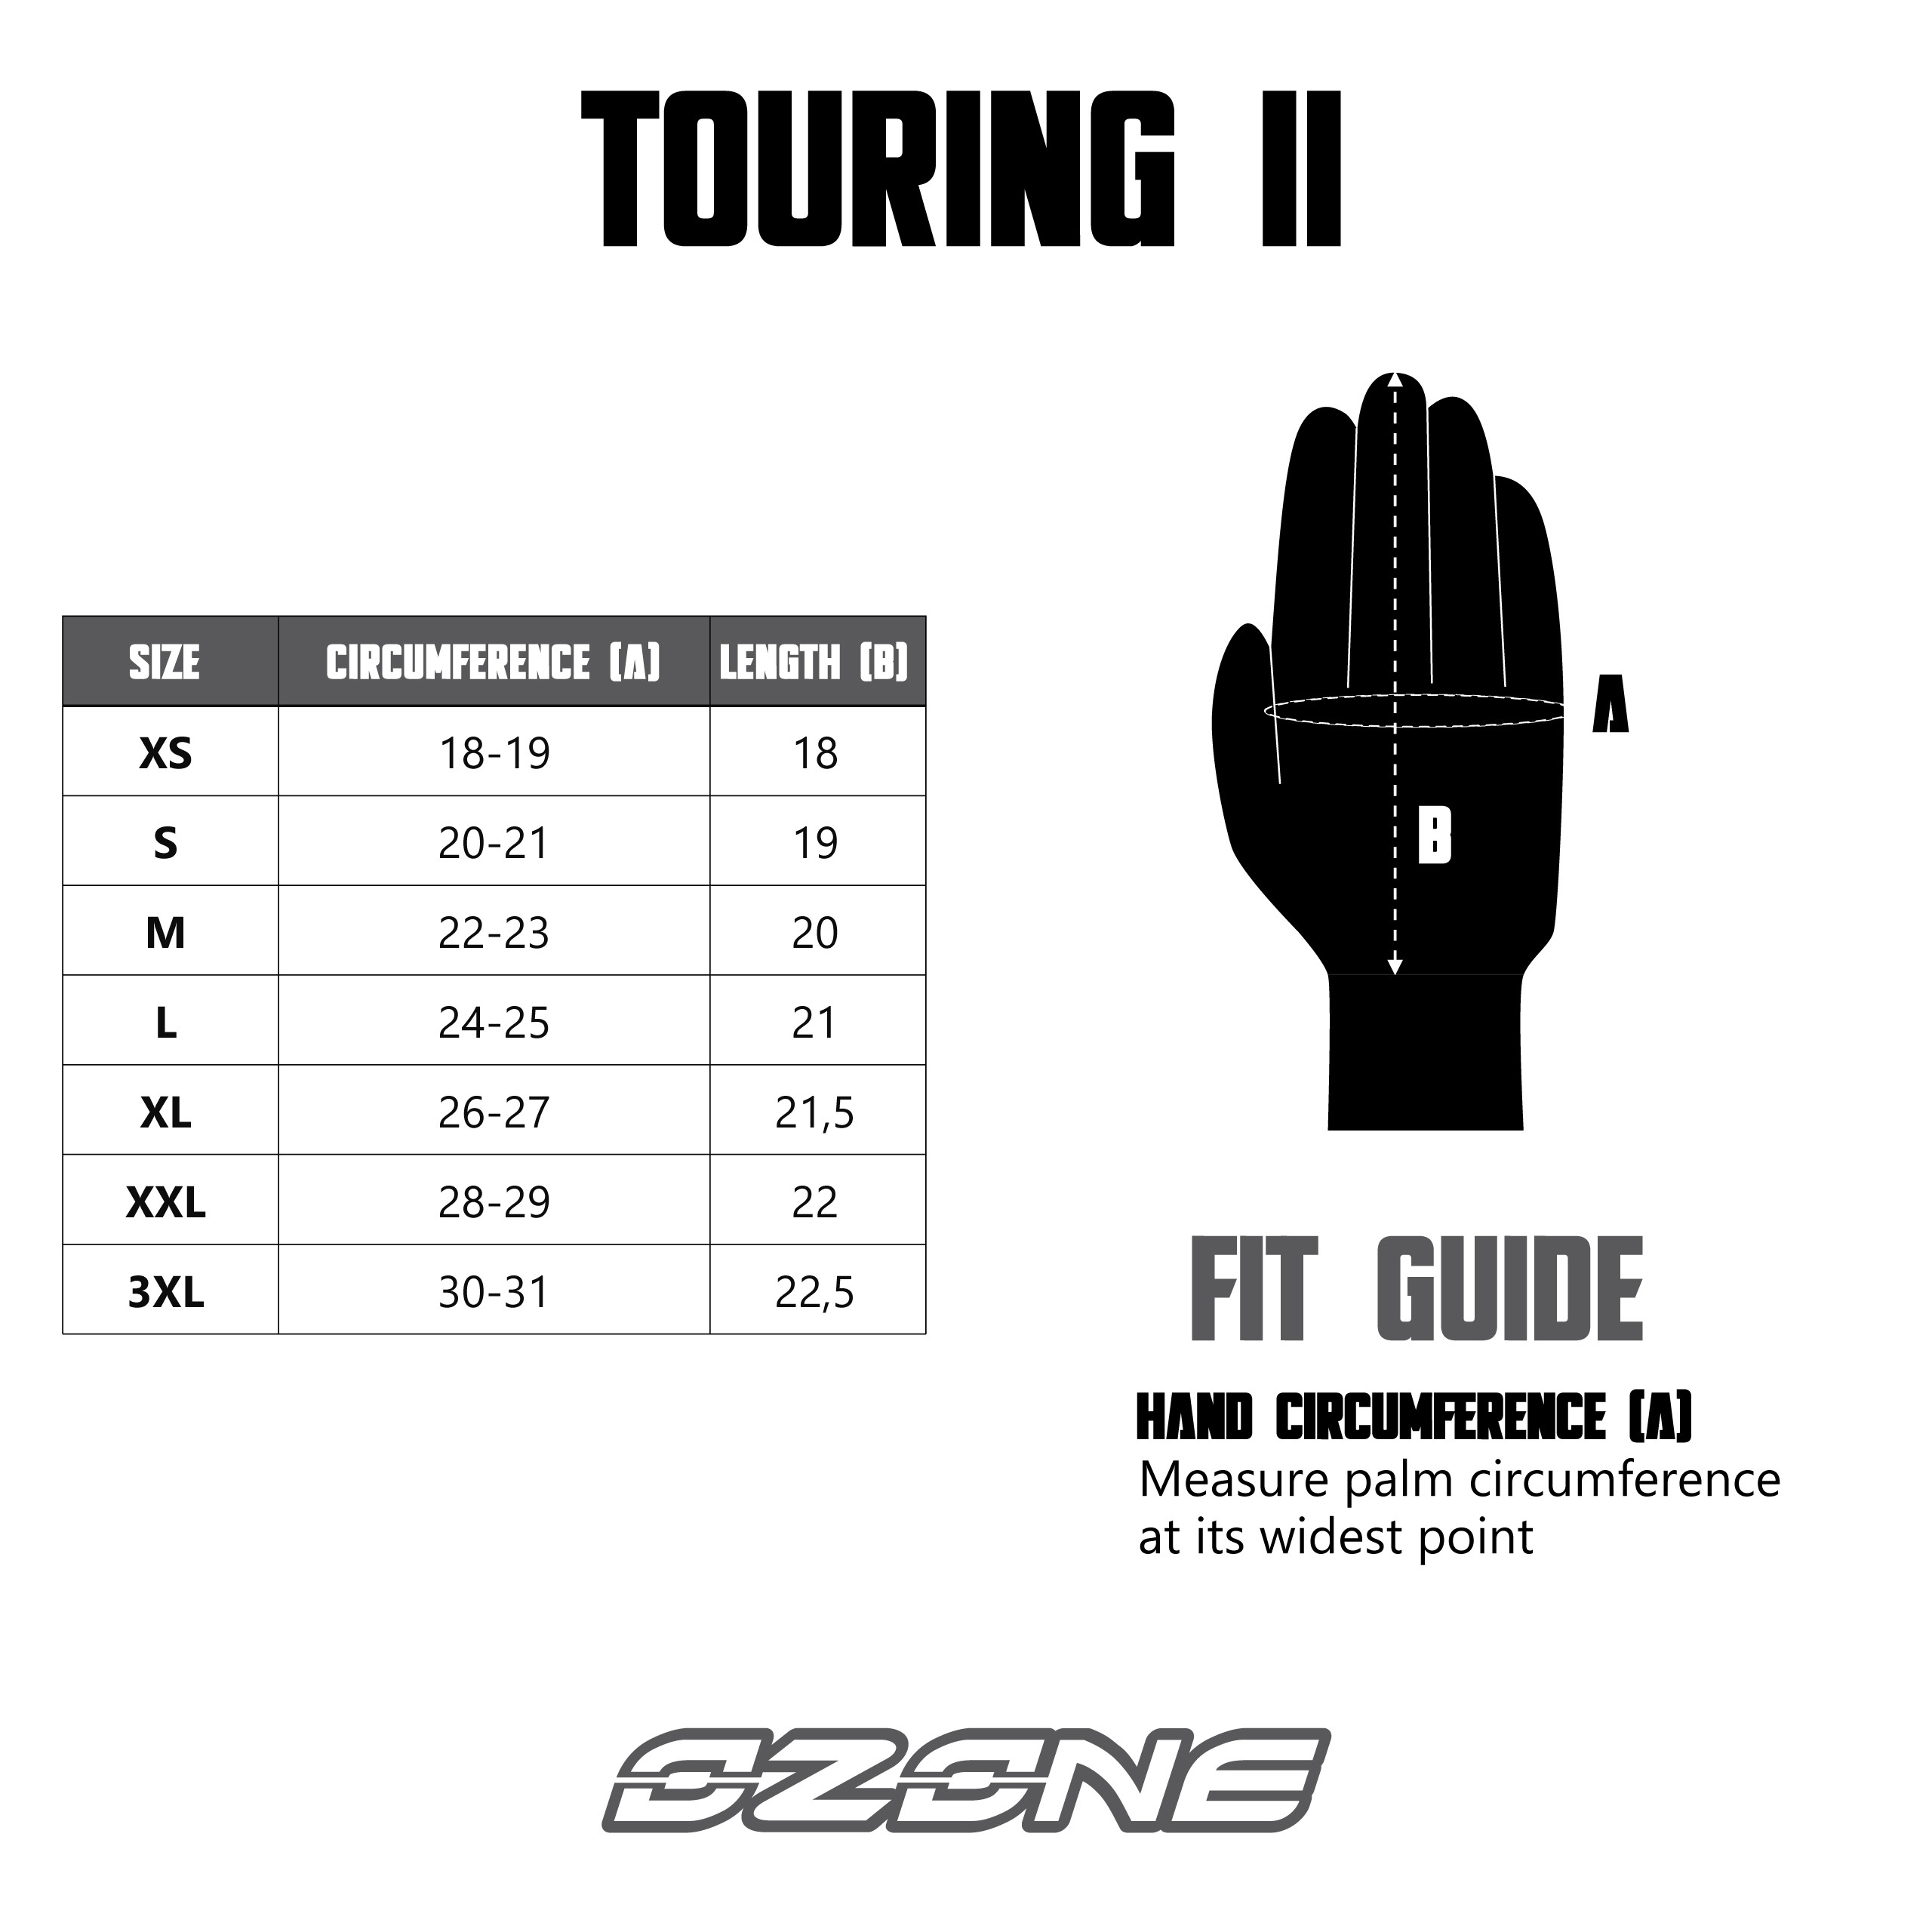 TOURING II
SIZE CIRCUMFERENCE (A) LENGTH (B)
XS 18-19 18
S 20-21 19
M 22-23 20
L 24-25 21
XL 26-27 21,5
XXL 28-29 22
3XL 30-31 22,5
A
B
FIT GUIDE
HAND CIRCUMFERENCE (A)
Measure palm circumference
at its widest point
OZONE